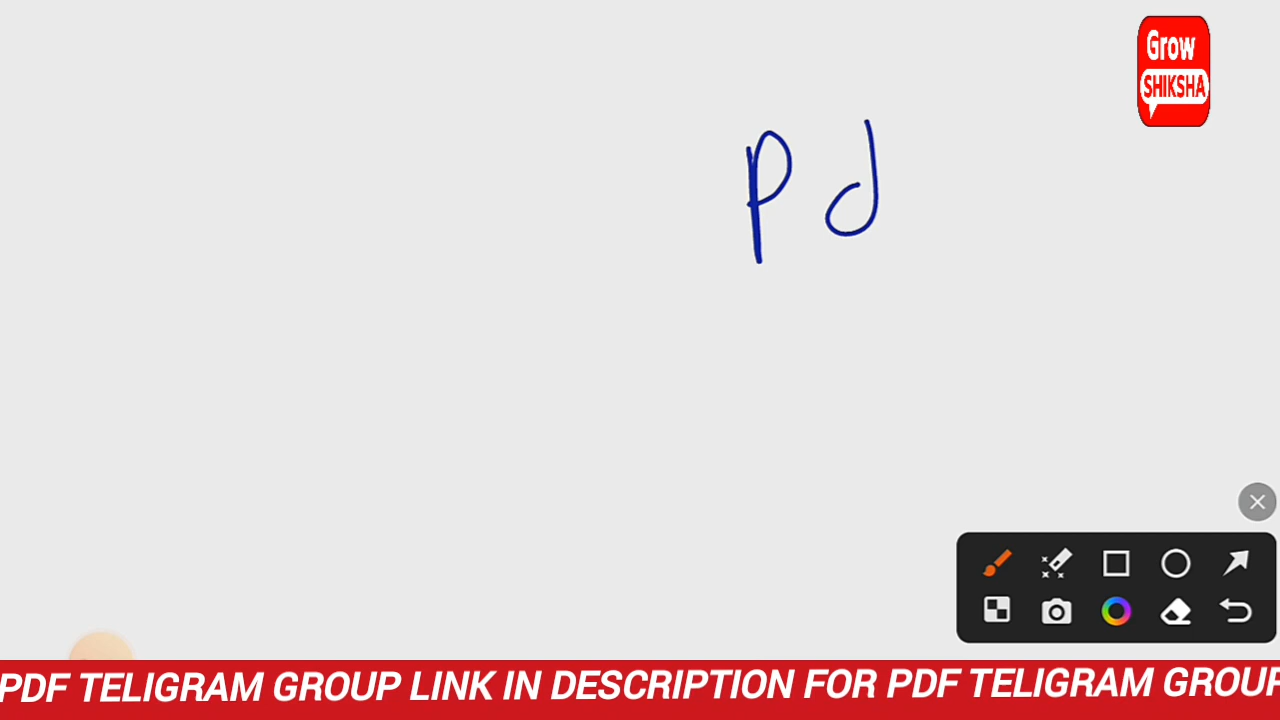 Grow
SHIKSHA
Pd
PDF TELIGRAM GROUP LINK IN DESCRIPTION FOR PDF TELIGRAM GROUP